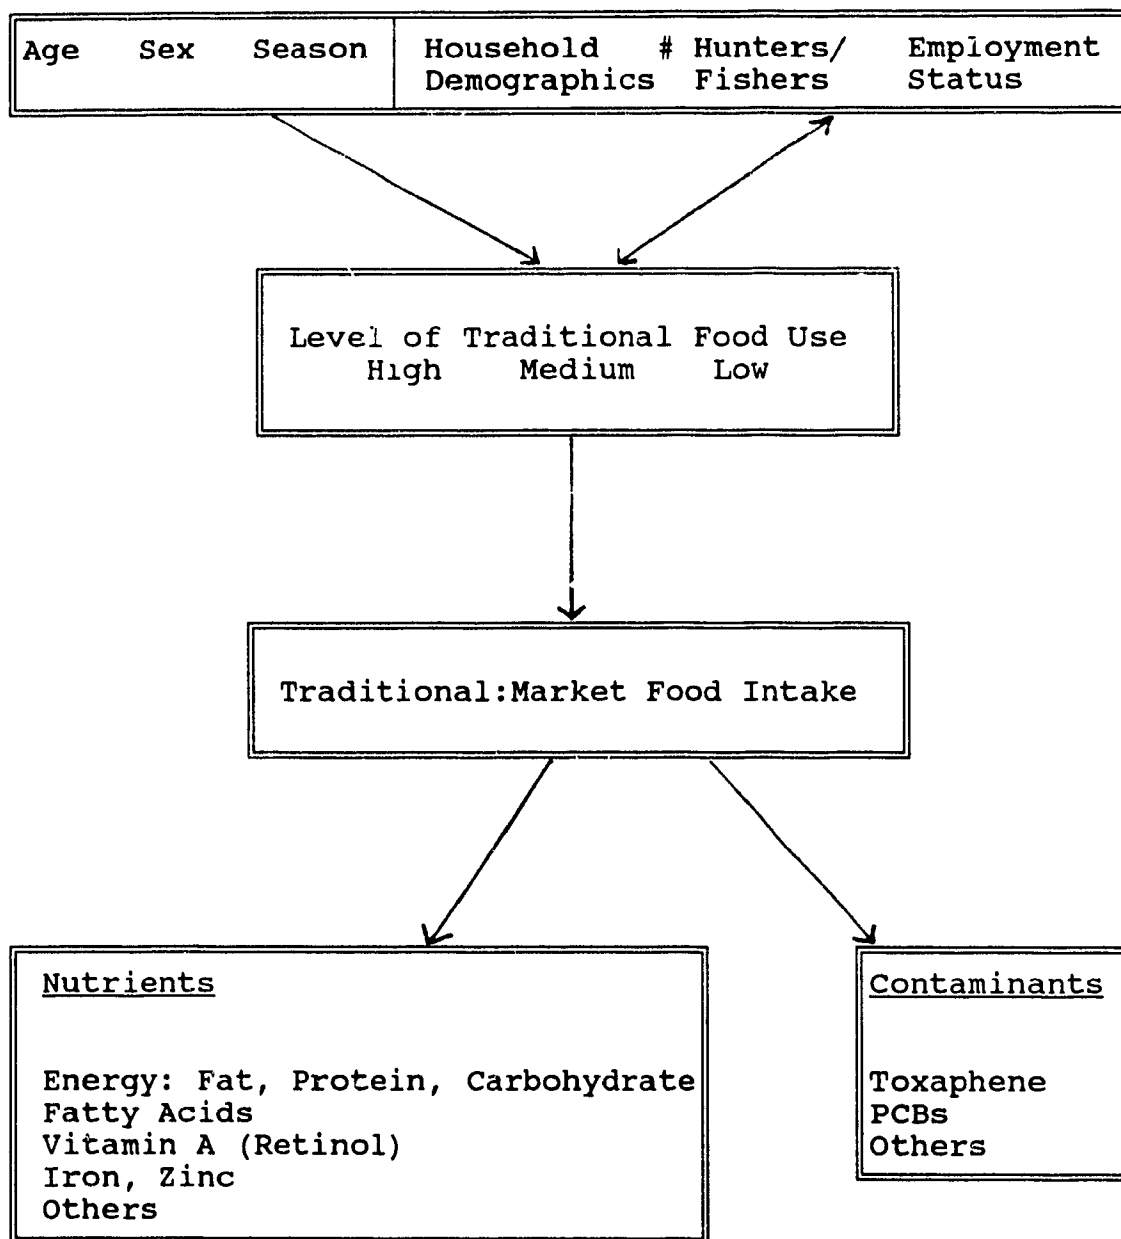 Age Sex Season Household # Hunters/ Employment
Demographics Fishers Status
Level of Traditional Food Use
High Medium Low
Traditional:Market Food Intake
Nutrients
Energy: Fat, Protein, Carbohydrate
Fatty Acids
Vitamin A (Retinol)
Iron, Zinc
Others
Contaminants
Toxaphene
PCBs
Others